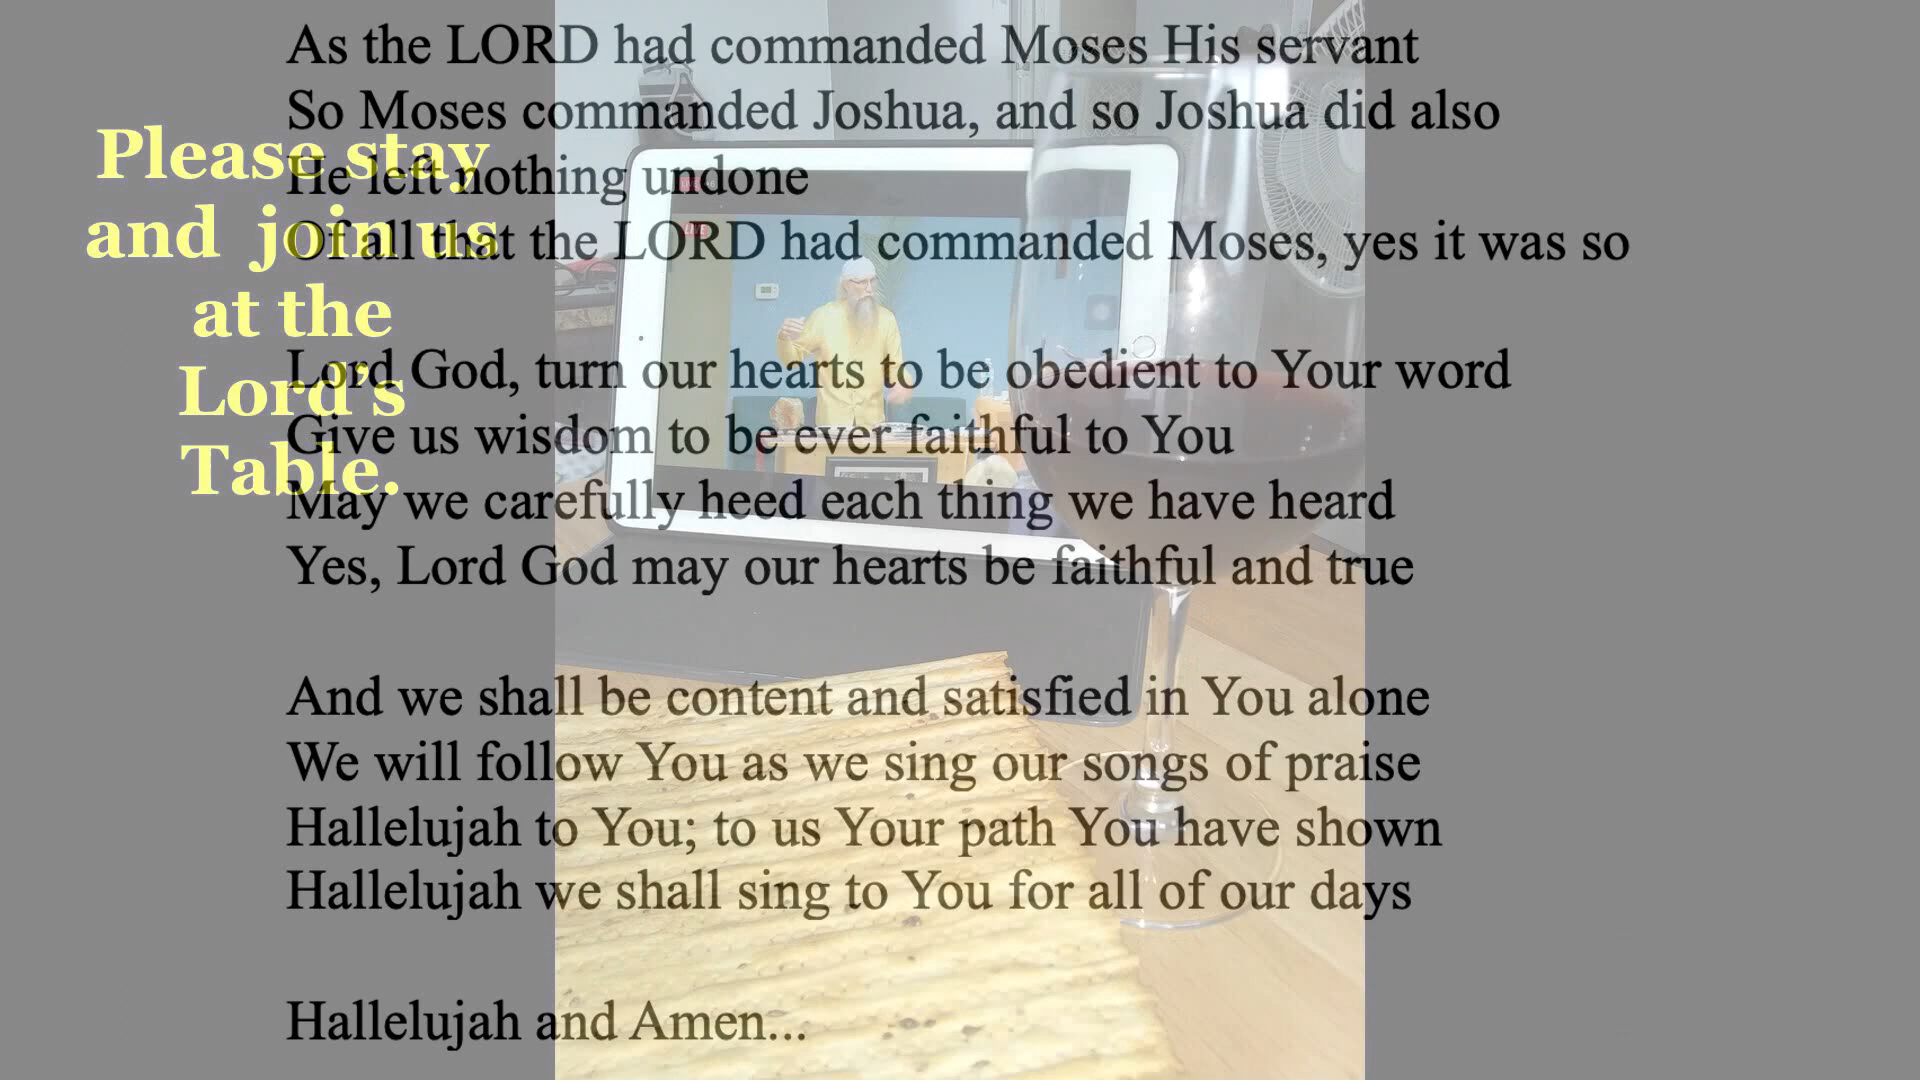 As the LORD had commanded Moses His servant
So Moses commanded Joshua, and so Joshua did also
He left nothing undone
Of all that the LORD had commanded Moses, yes it was so
Lord God, turn our hearts to be obedient to Your word
Give us wisdom to be ever faithful to You
May we carefully heed each thing we have heard
Yes, Lord God may our hearts be faithful and true
And we shall be content and satisfied in You alone
We will follow You as we sing our songs of praise
Hallelujah to You; to us Your path You have shown
Hallelujah we shall sing to You for all of our days
Hallelujah and Amen...
Please stay
and join us
at the
Lord's
Table.
LIVE